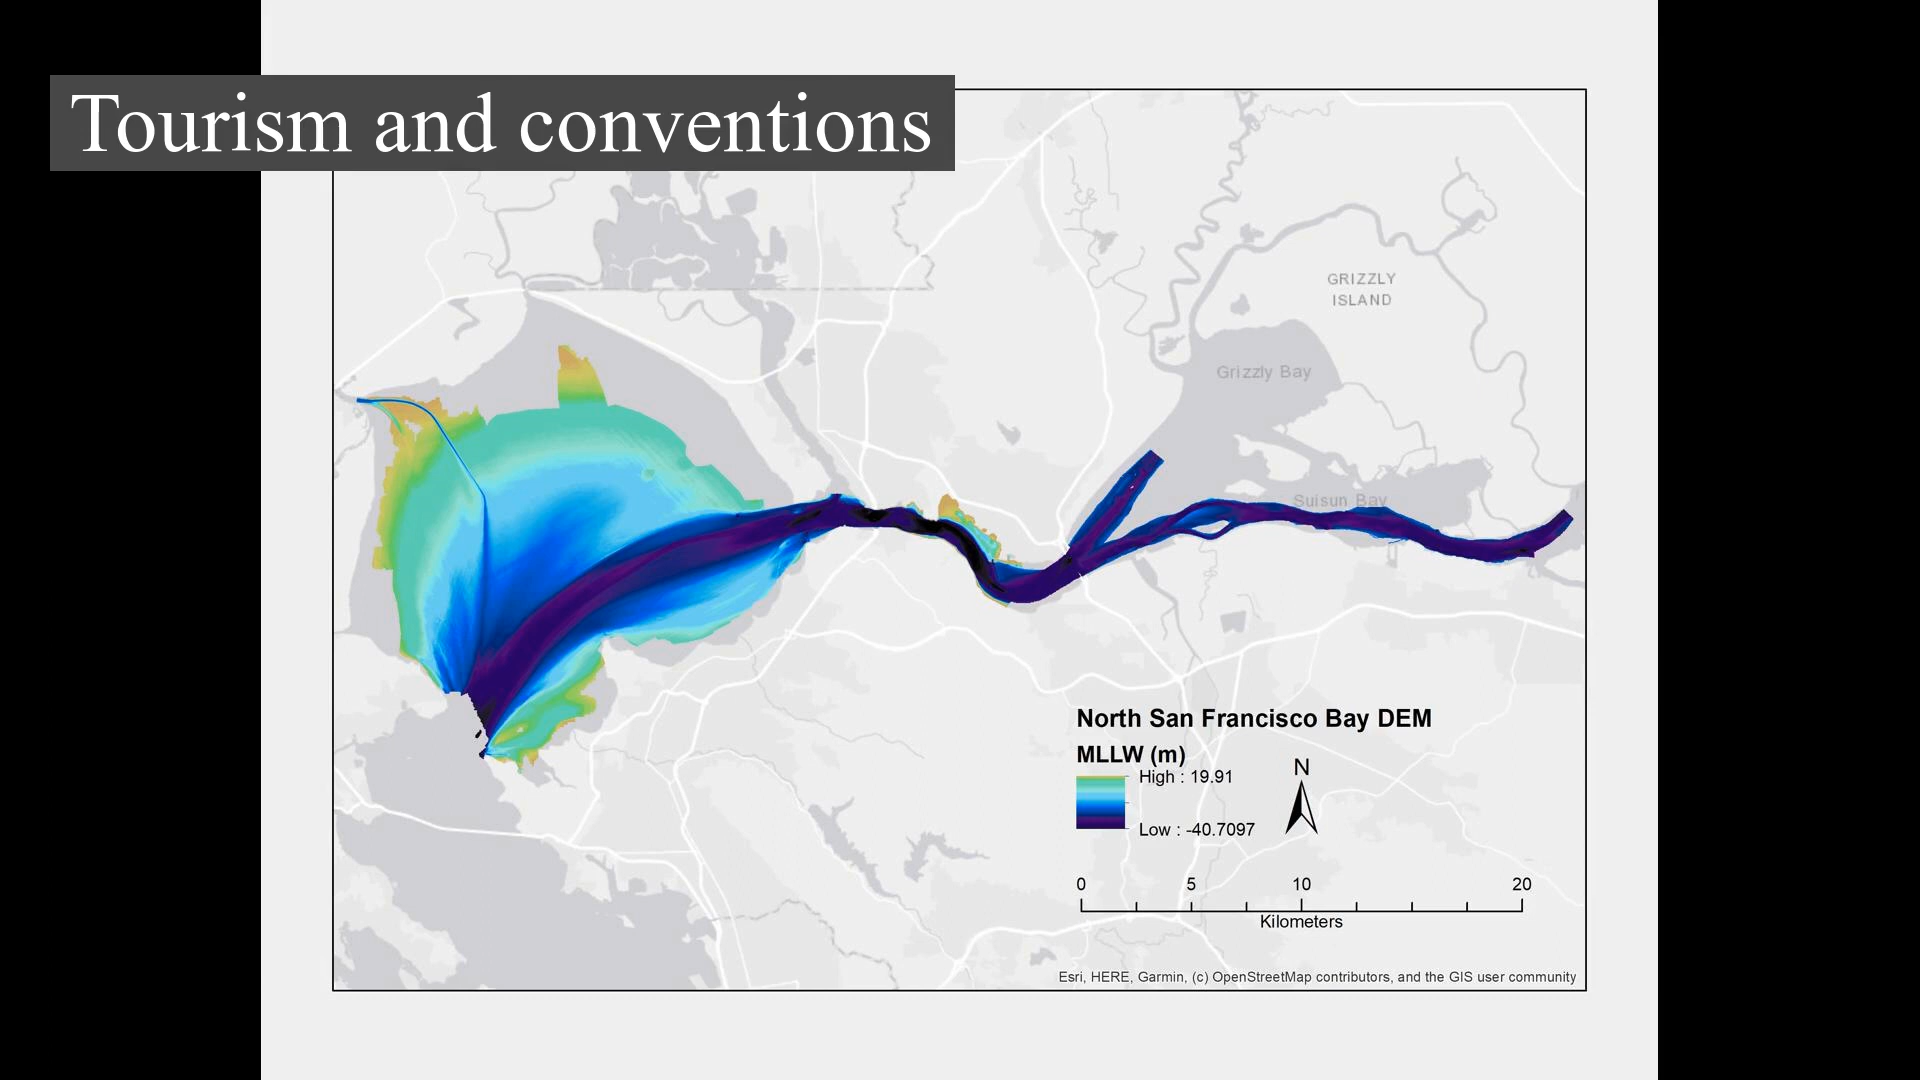 Tourism and conventions
GRIZZLY
ISLAND
Grizzly Bay
Suisun Bay
North San Francisco Bay DEM
MLLW (m)
High : 19.91
Low : -40.7097
N
0 5 10 20
Kilometers
Esri, HERE, Garmin, (c) OpenStreetMap contributors, and the GIS user community